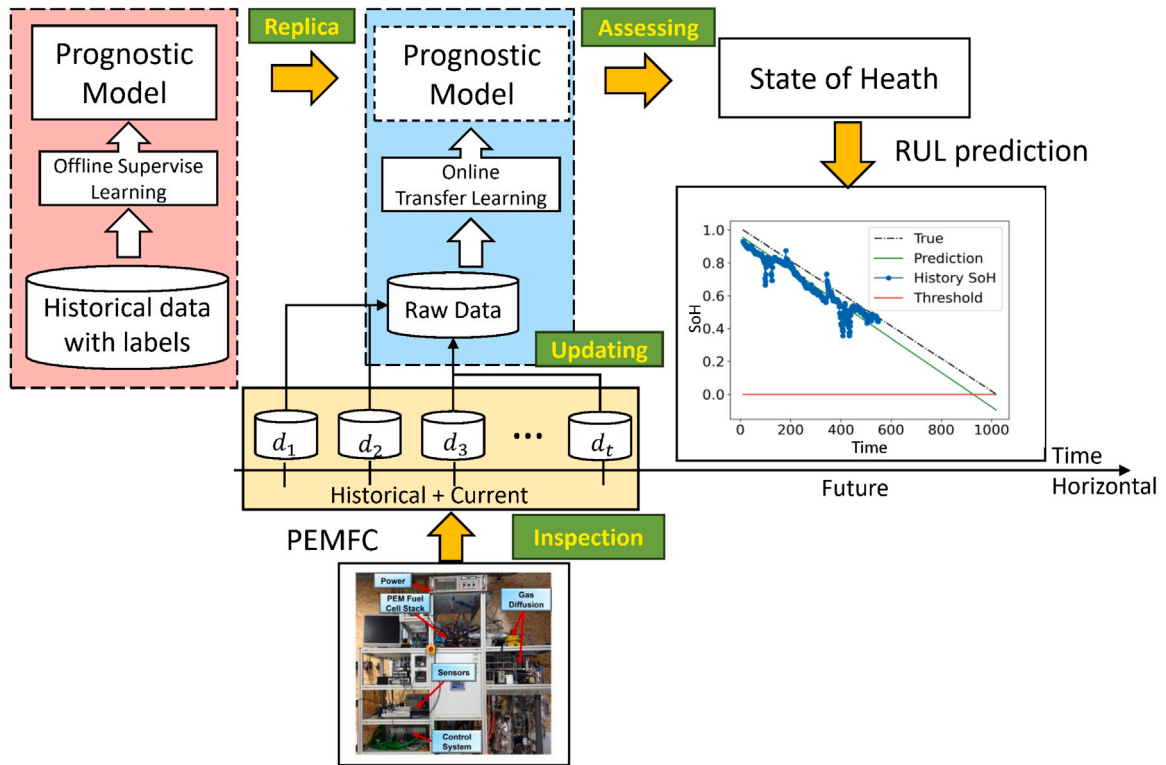 Replica
Assessing
Prognostic
Model
Offline Supervise
Learning
Historical data
with labels
Prognostic
Model
Online
Transfer Learning
Raw Data
Updating
State of Heath
RUL prediction
1.0
0.8
0.6
0.4
0.2
0.0
SoH
True
Prediction
History SoH
Threshold
0
200
400
600
800
1000
Time
d₁
d₂
d₃
...
dₜ
Historical + Current
Future
Time
Horizontal
PEMFC
Inspection
Power
PEM Fuel
Cell Stack
Gas
Diffusion
Sensors
Control
System